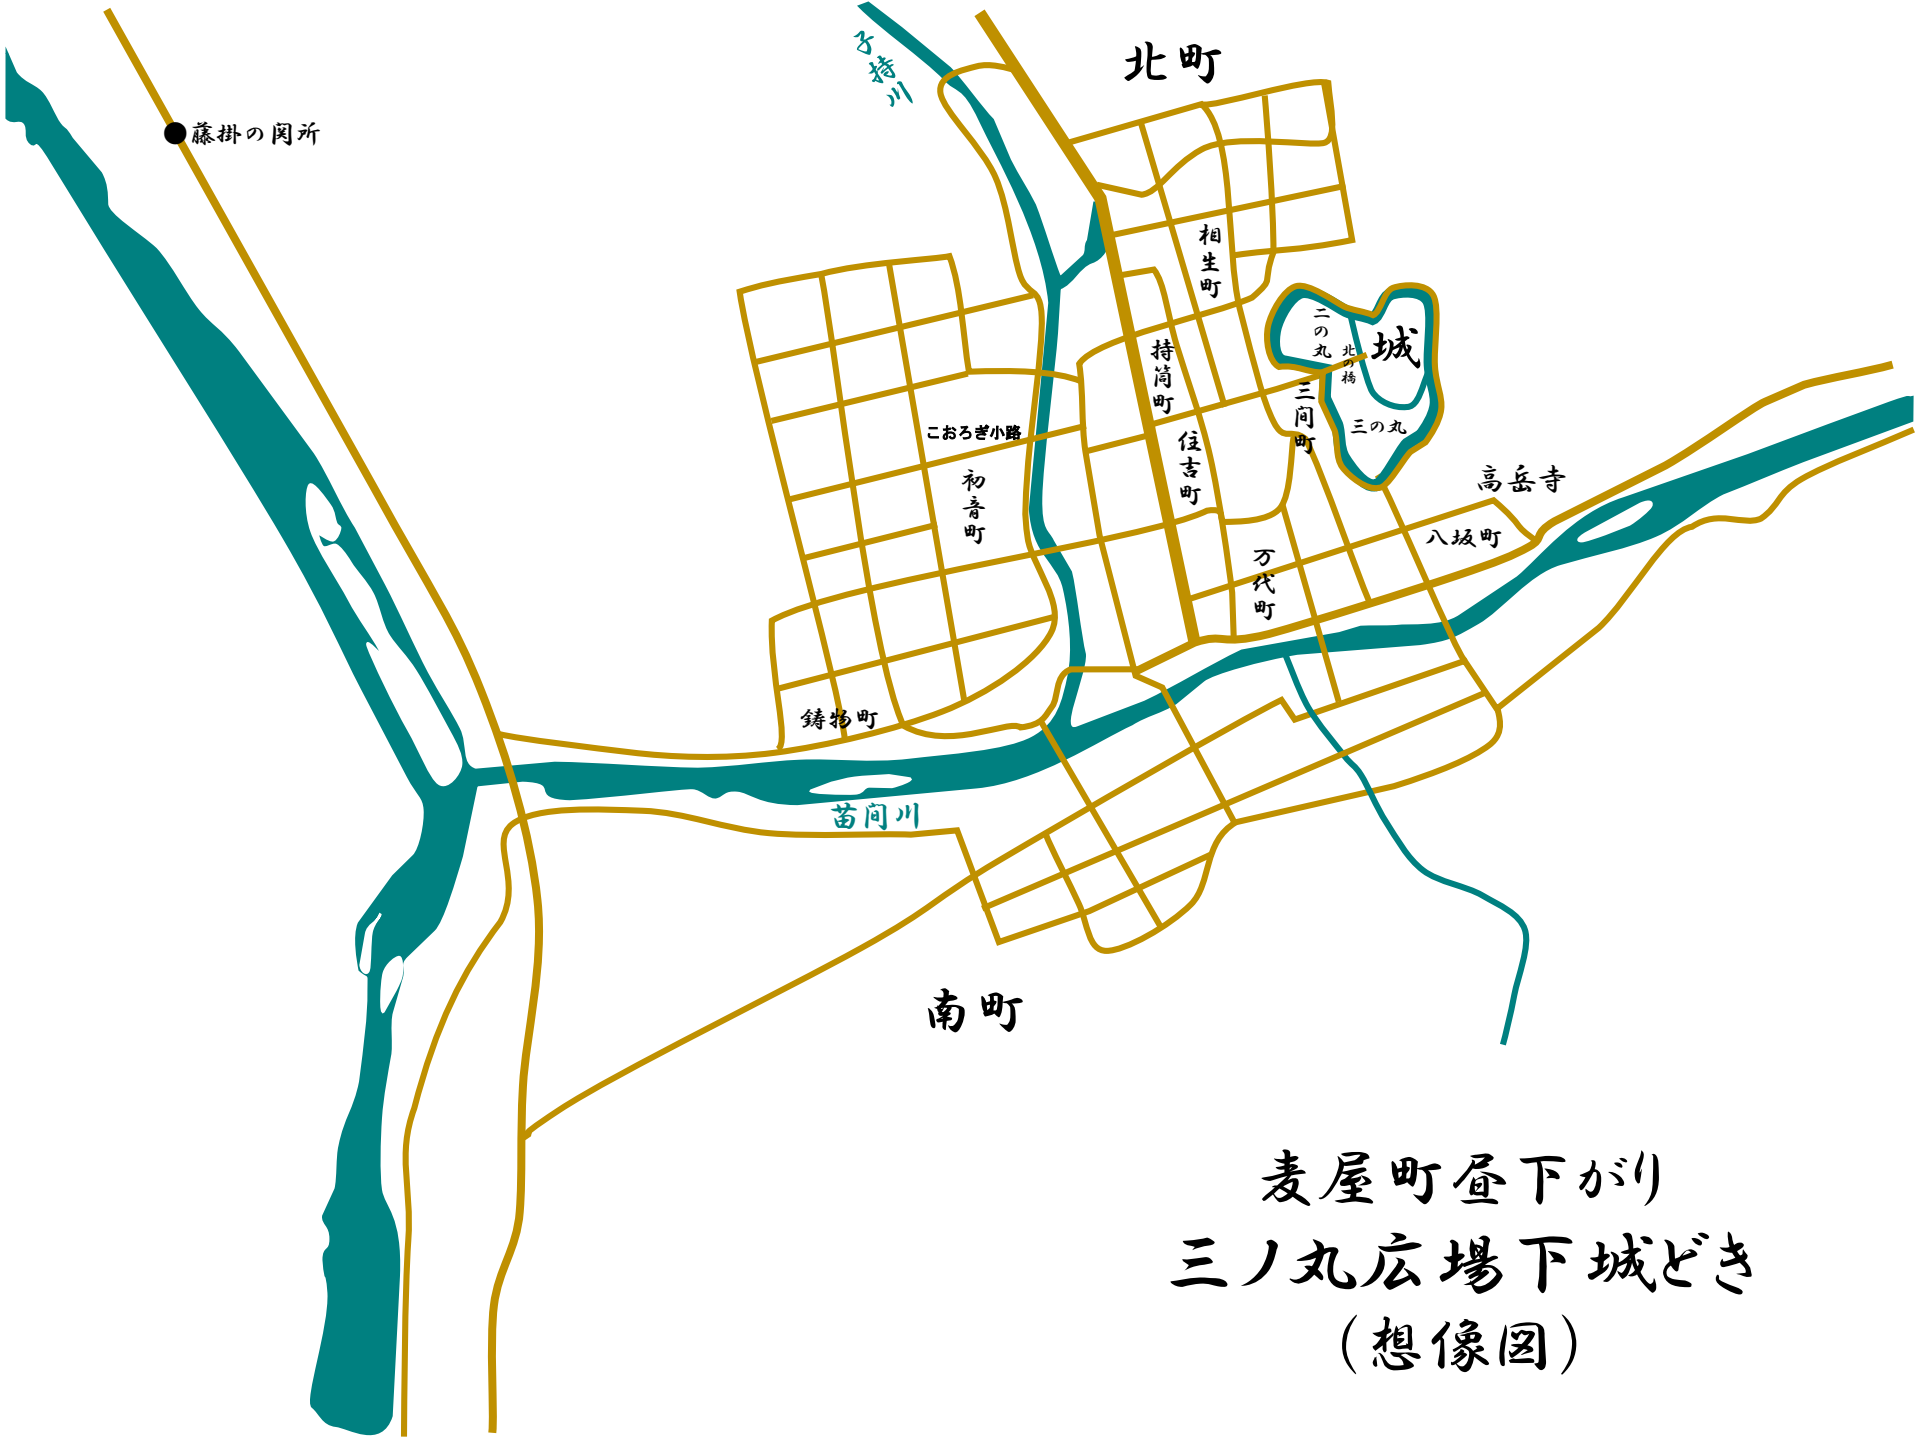 北町
子持川
藤掛の関所
相生町
二の丸
城
北の橋
持筒町
三间町
三の丸
こおろぎ小路
住吉町
初音町
高岳寺
八坂町
万代町
鋳物町
苗间川
南町
麦屋町昼下がり
三ノ丸広場下城どき
(想像図)